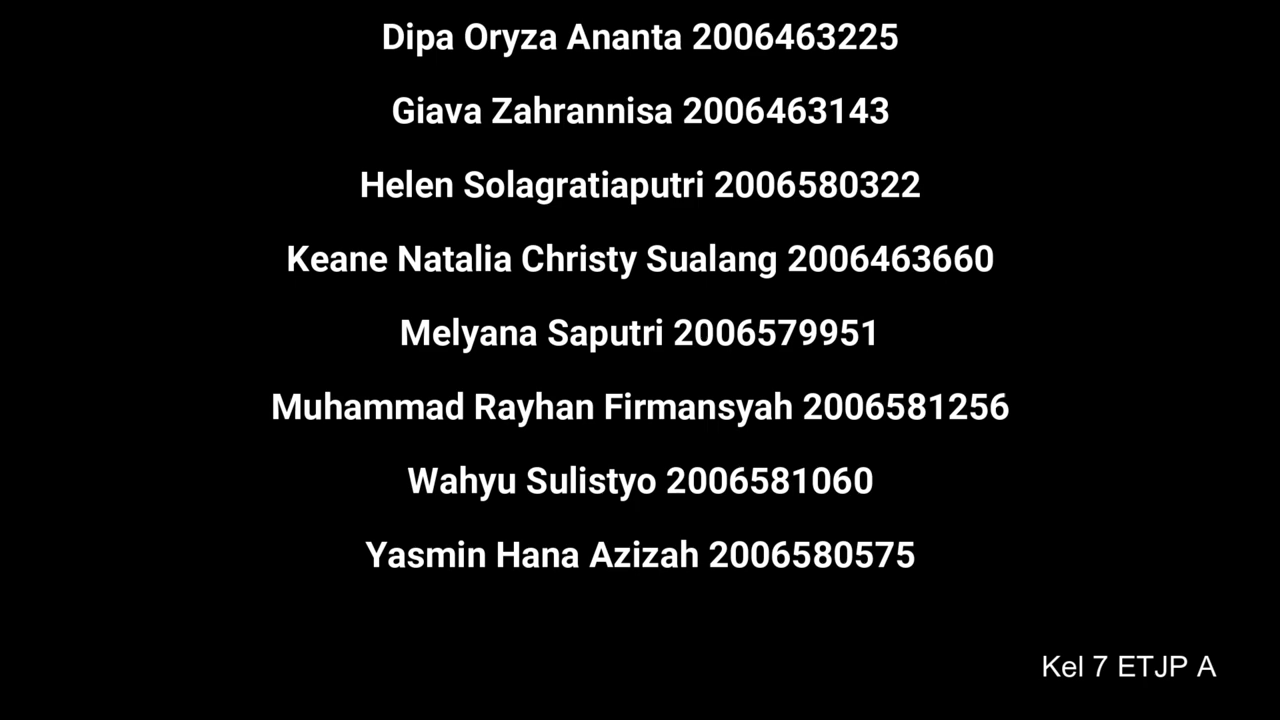 Dipa Oryza Ananta 2006463225
Giava Zahrannisa 2006463143
Helen Solagratiaputri 2006580322
Keane Natalia Christy Sualang 2006463660
Melyana Saputri 2006579951
Muhammad Rayhan Firmansyah 2006581256
Wahyu Sulistyo 2006581060
Yasmin Hana Azizah 2006580575
Kel 7 ETJP A